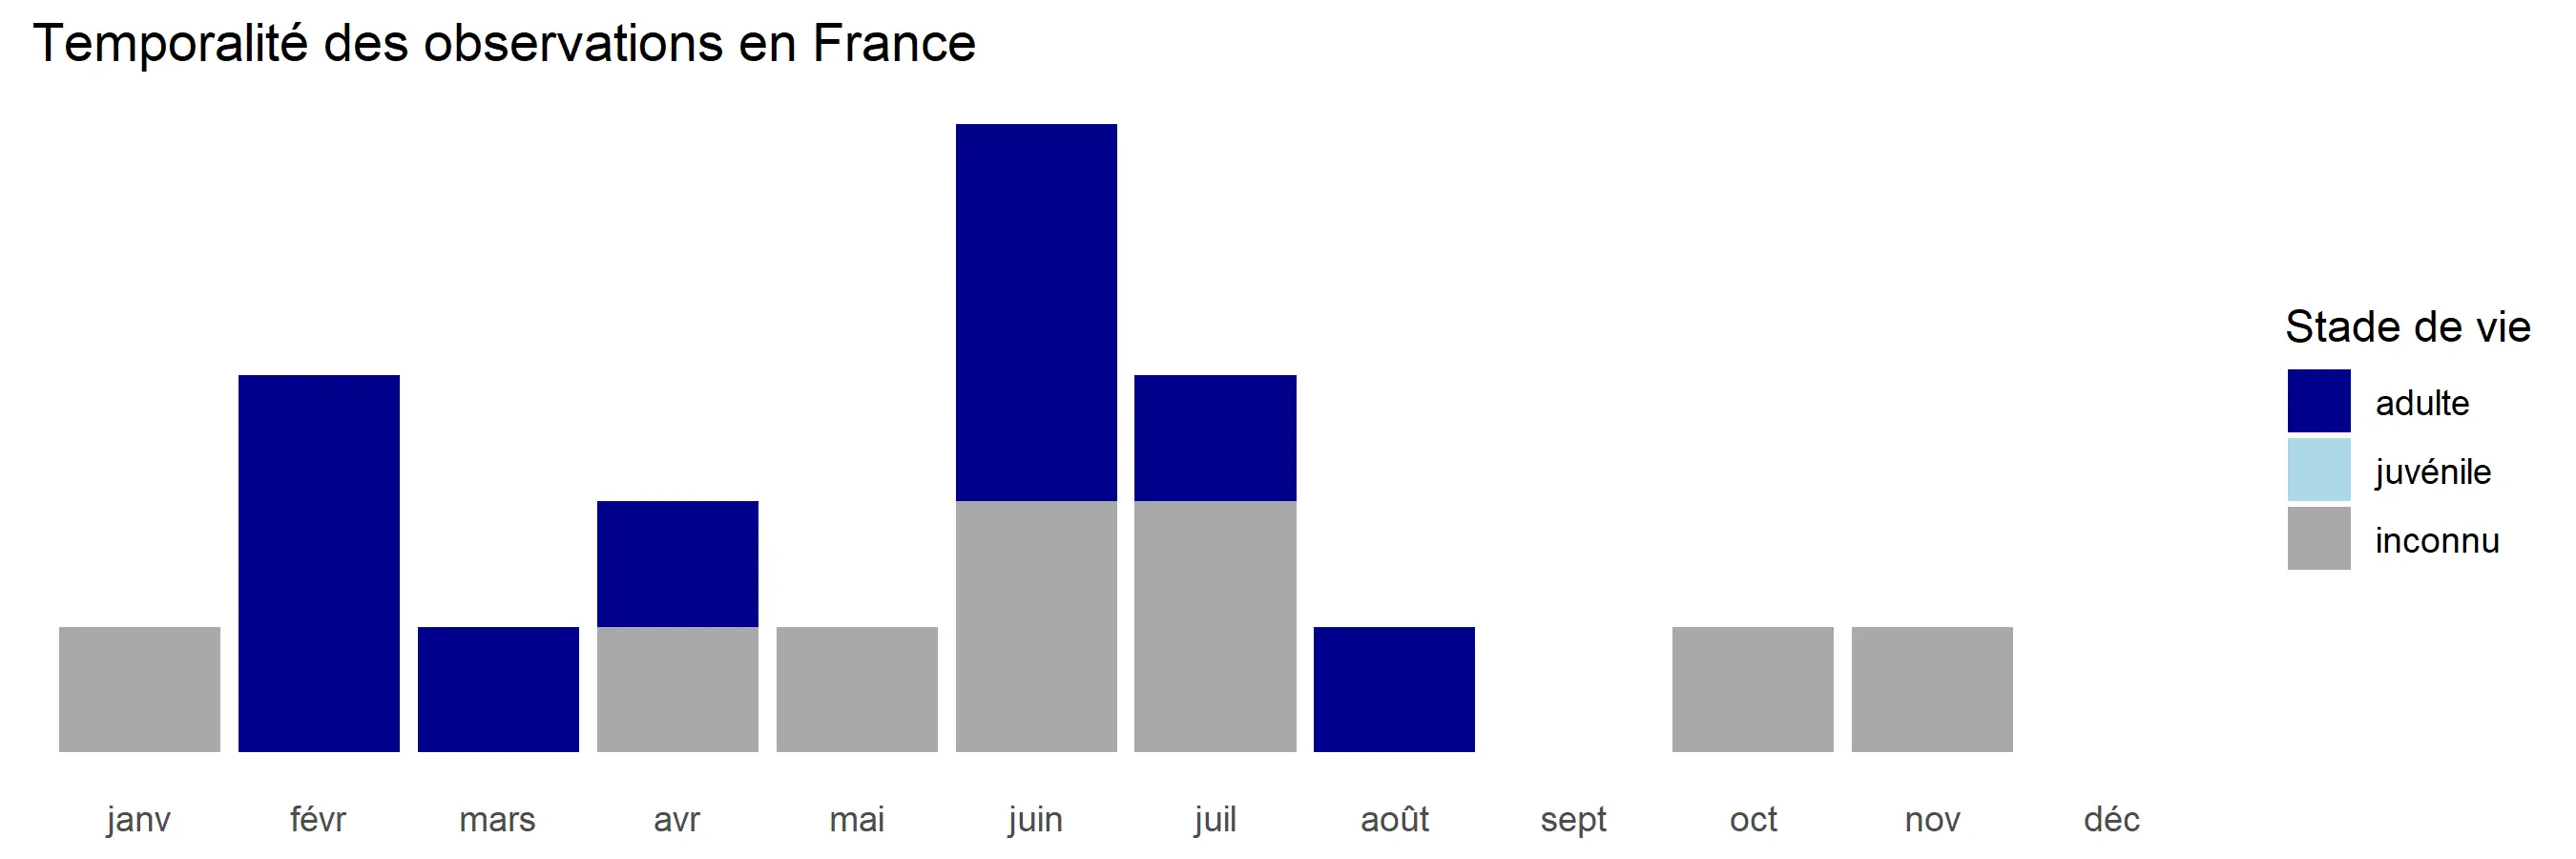 Temporalité des observations en France
Stade de vie
adulte
juvénile
inconnu
janv févr mars avr mai juin juil août sept oct nov déc